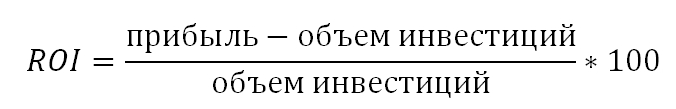 ROI = прибыль − объем инвестиций / объем инвестиций * 100